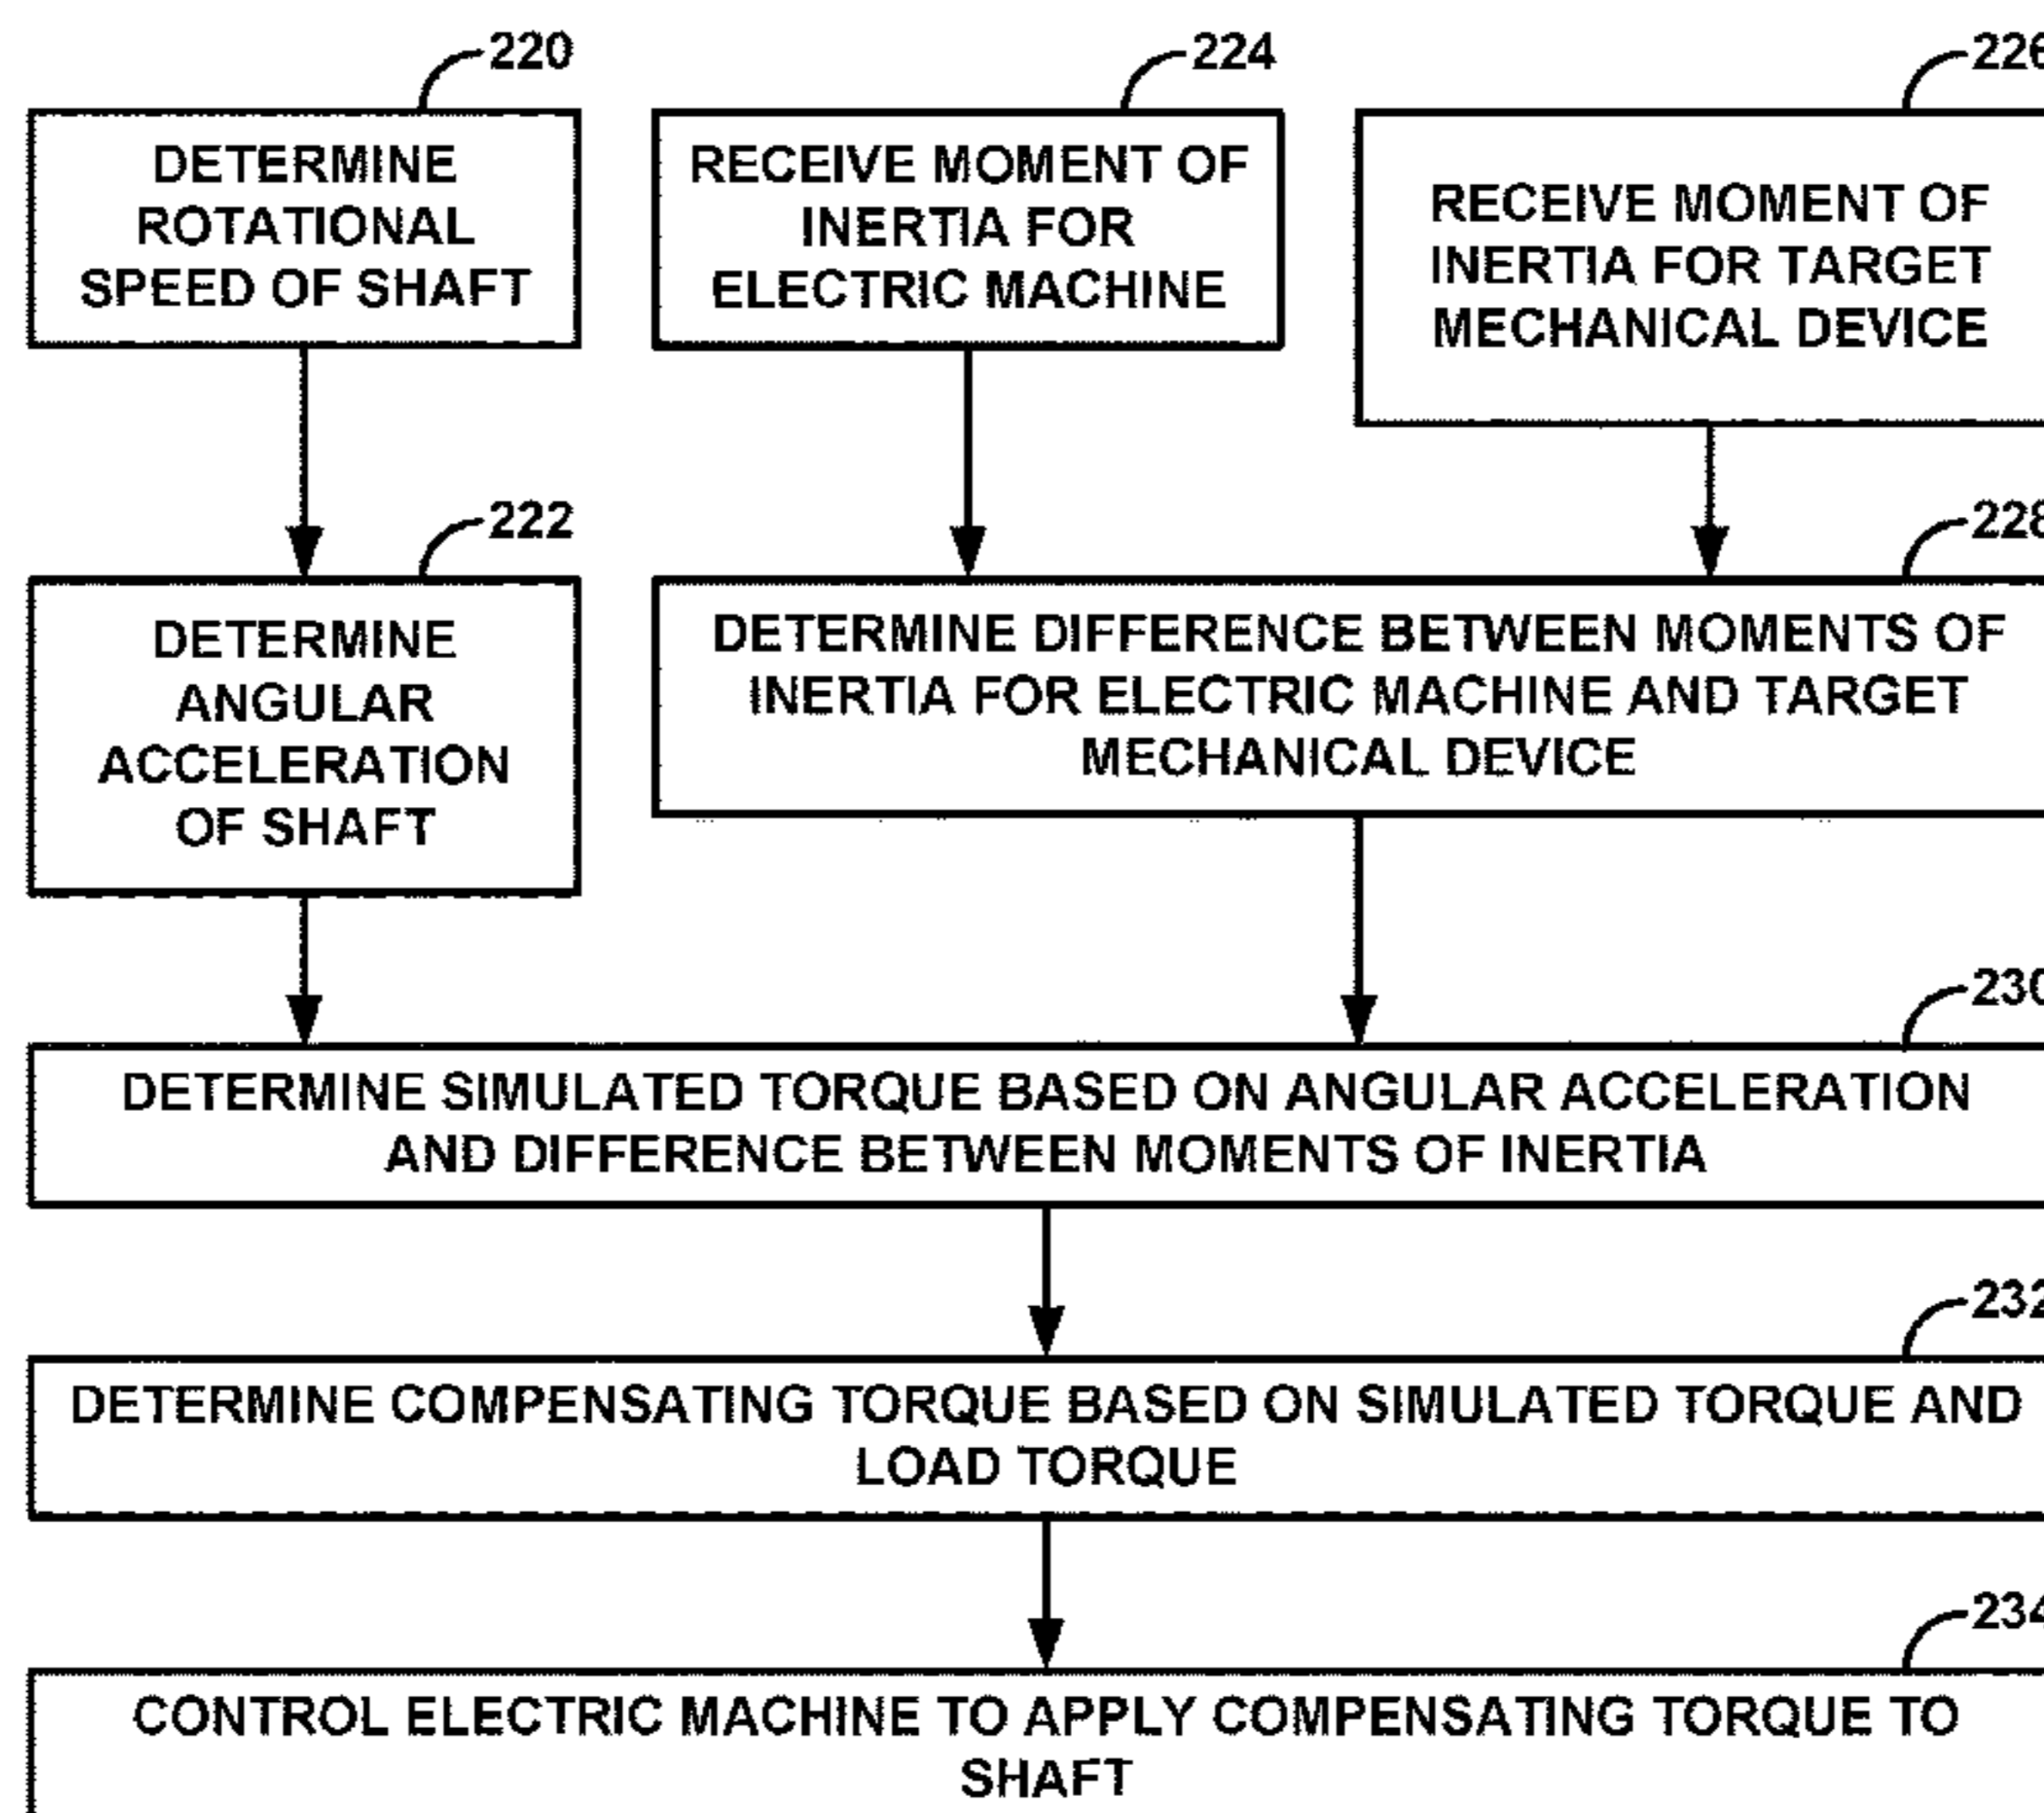 220
DETERMINE
ROTATIONAL
SPEED OF SHAFT
224
RECEIVE MOMENT OF
INERTIA FOR
ELECTRIC MACHINE
226
RECEIVE MOMENT OF
INERTIA FOR TARGET
MECHANICAL DEVICE
222
DETERMINE
ANGULAR
ACCELERATION
OF SHAFT
228
DETERMINE DIFFERENCE BETWEEN MOMENTS OF
INERTIA FOR ELECTRIC MACHINE AND TARGET
MECHANICAL DEVICE
230
DETERMINE SIMULATED TORQUE BASED ON ANGULAR ACCELERATION
AND DIFFERENCE BETWEEN MOMENTS OF INERTIA
232
DETERMINE COMPENSATING TORQUE BASED ON SIMULATED TORQUE AND
LOAD TORQUE
234
CONTROL ELECTRIC MACHINE TO APPLY COMPENSATING TORQUE TO
SHAFT